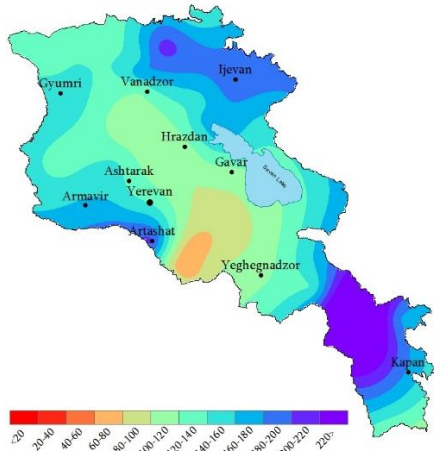 Gyumri
Vanadzor
Ijevan
Hrazdan
Gavar
Sevan Lake
Ashtarak
Yerevan
Armavir
Artashat
Yeghegnadzor
Kapan
<20
20-40
40-60
60-80
80-100
100-120
120-140
140-160
160-180
180-200
200-220
220>